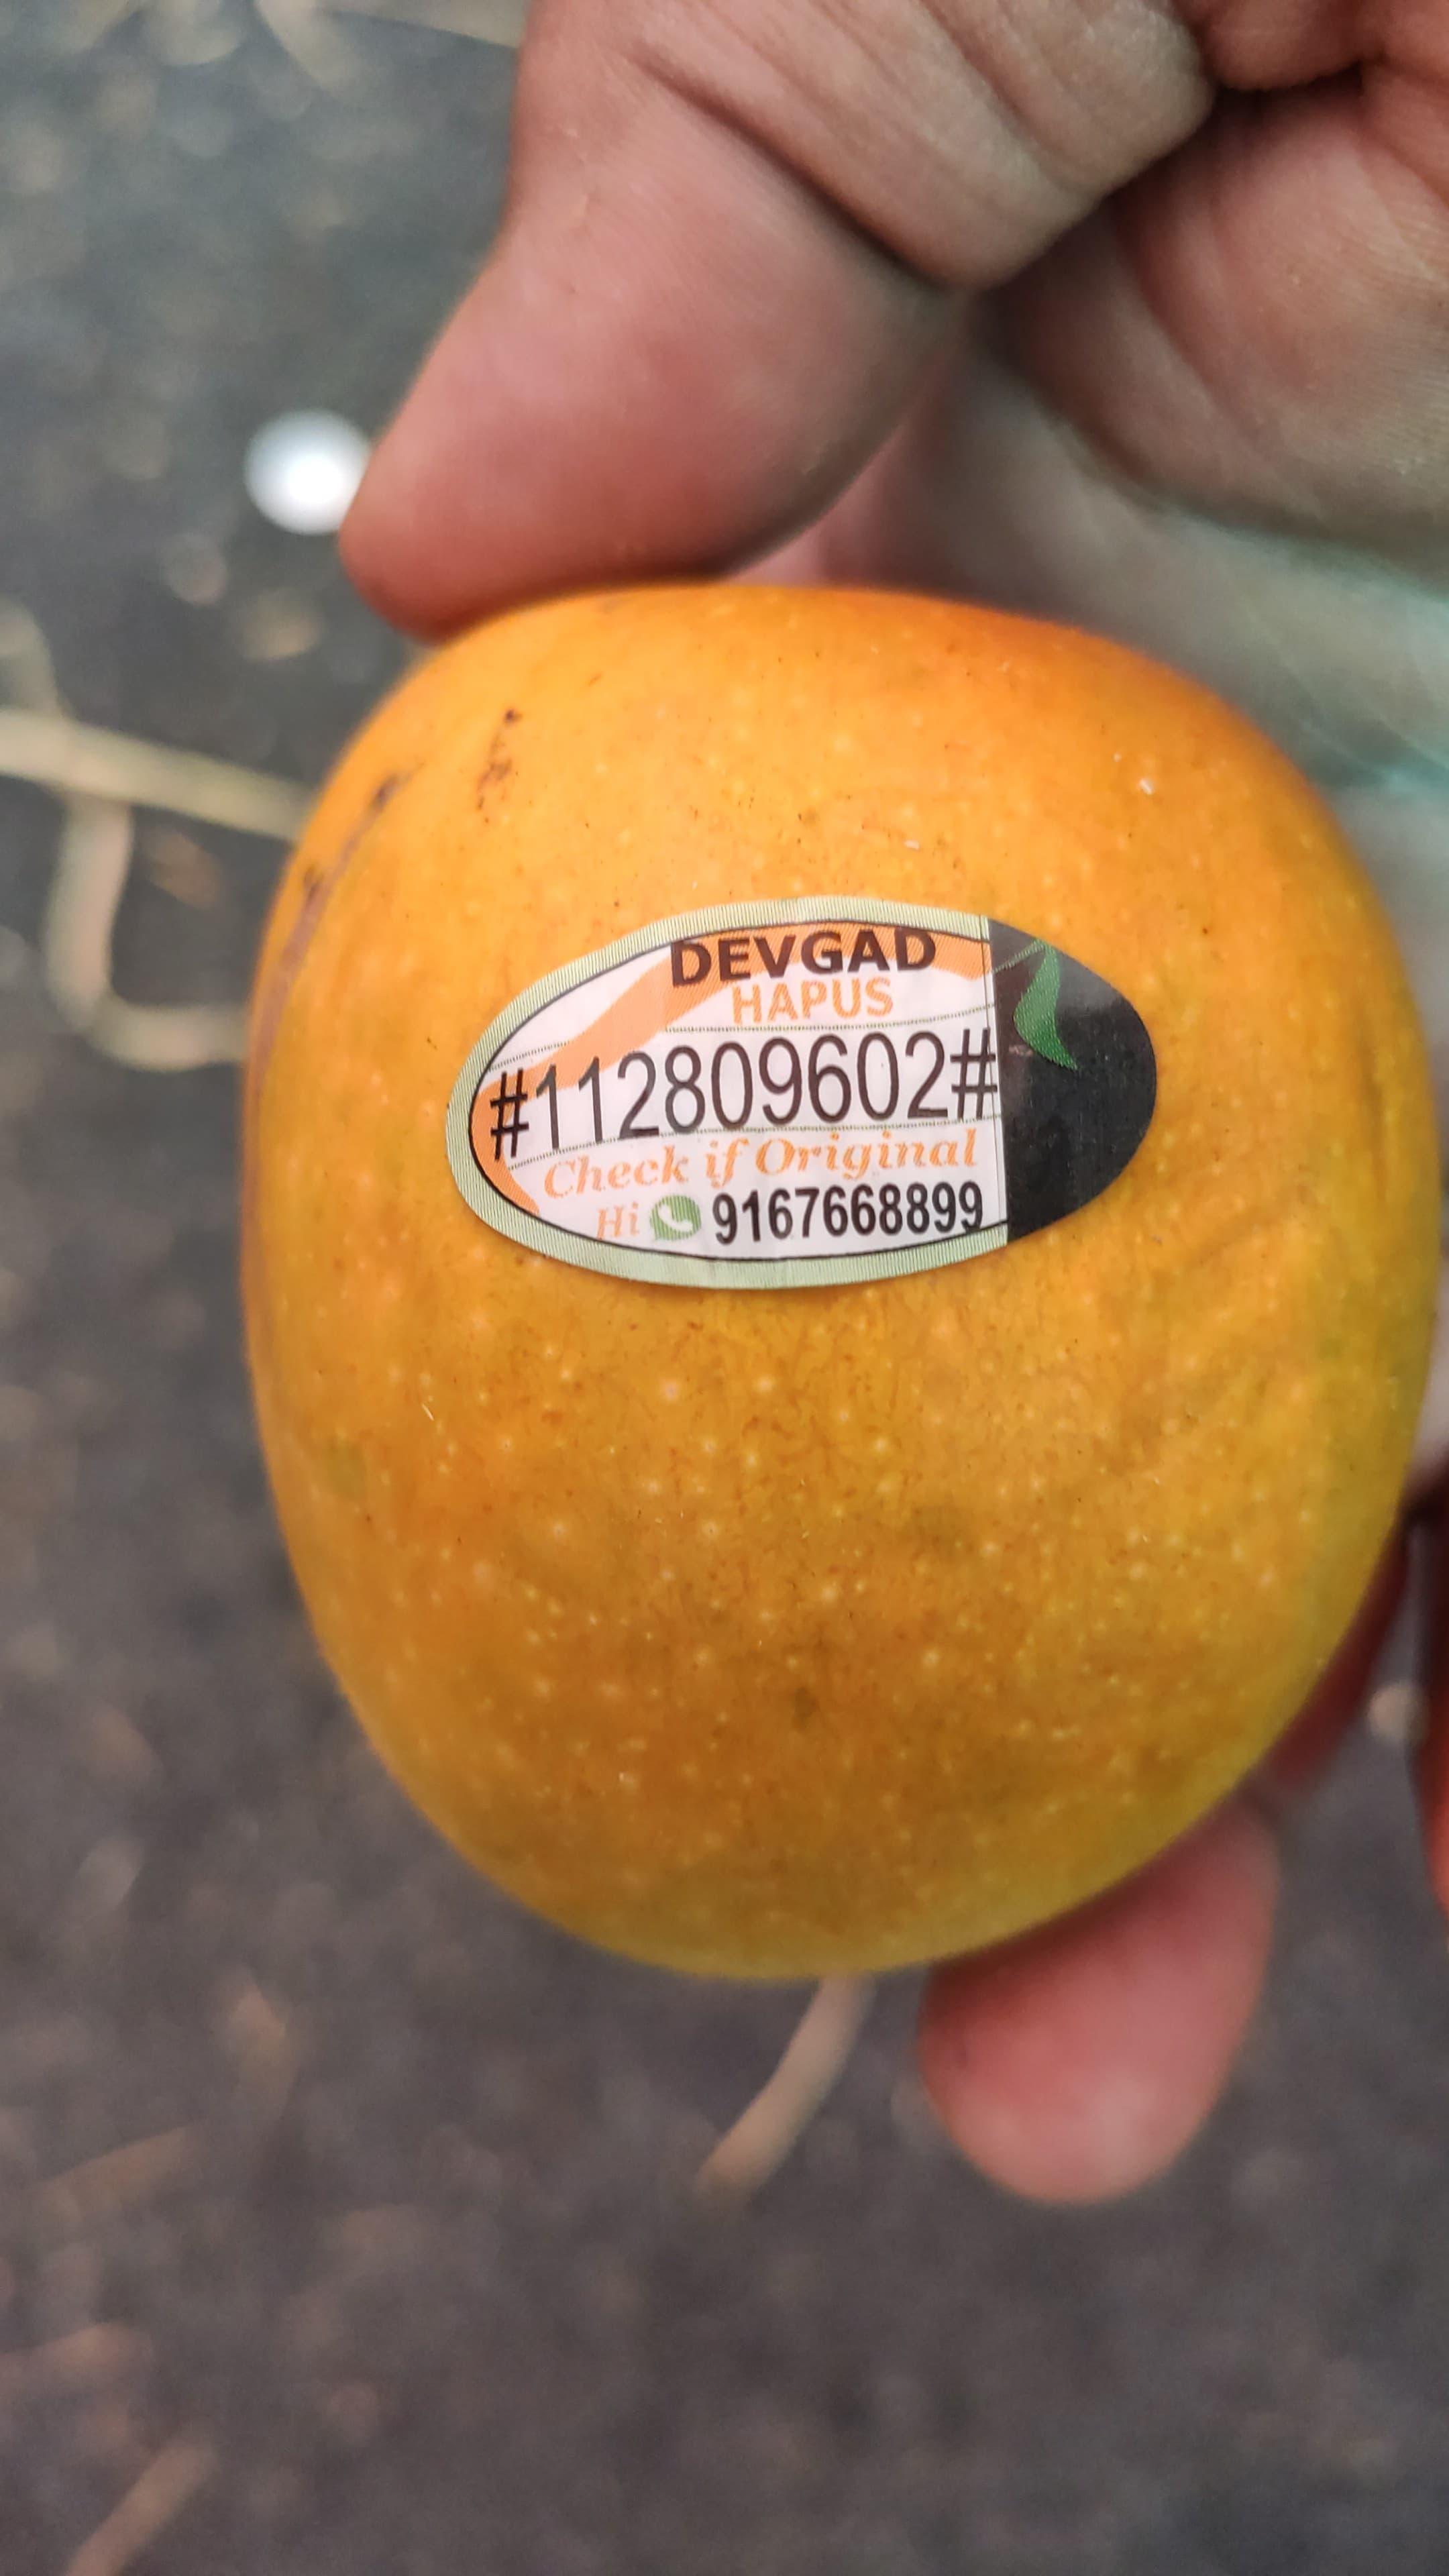 DEVGAD
HAPUS
#112809602#
Check if Original
Hi 9167668899